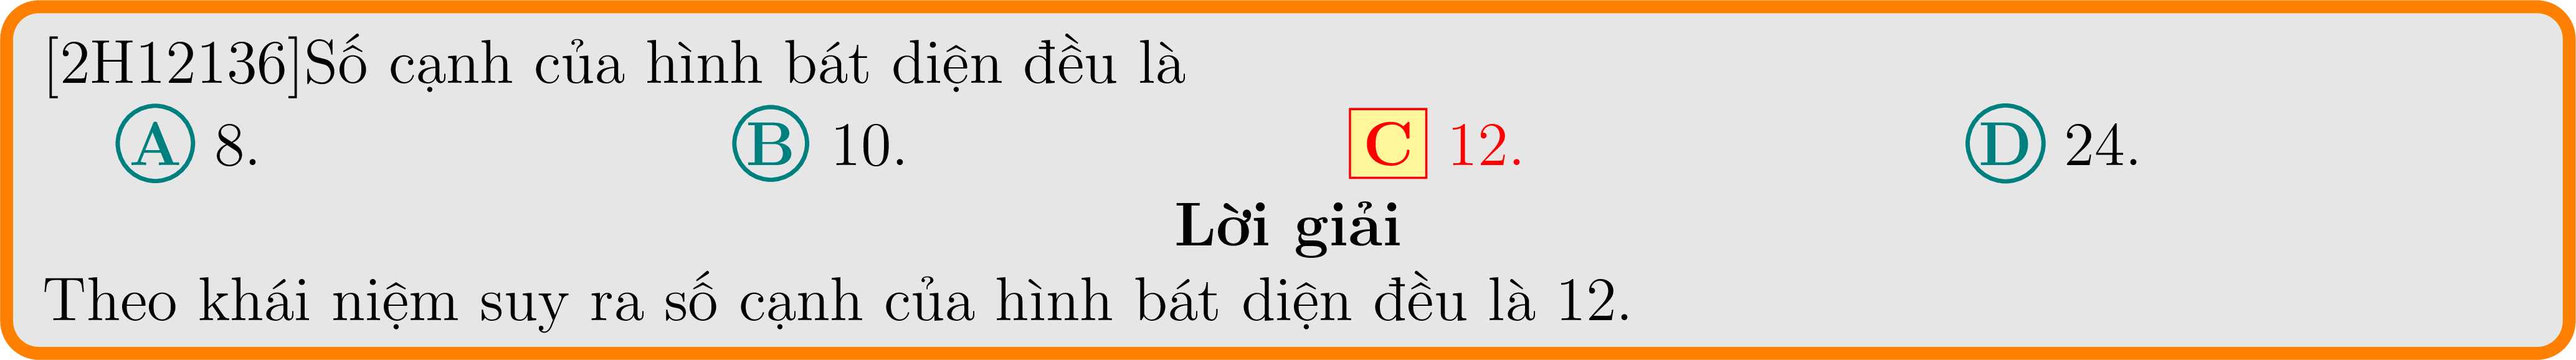 [2H12136]Số cạnh của hình bát diện đều là
A 8. B 10. C 12. D 24.
Lời giải
Theo khái niệm suy ra số cạnh của hình bát diện đều là 12.